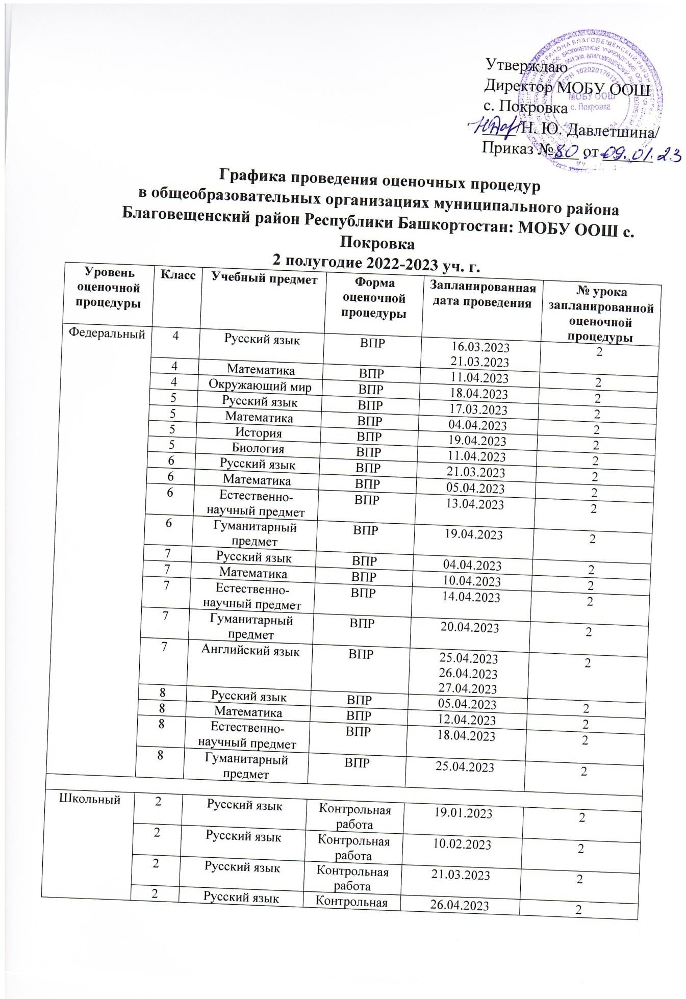 Утверждаю
Директор МОБУ ООШ
с. Покровка
/Н. Ю. Давлетшина/
Приказ №80 от 09.01.23
МОБУ ООШ
с. Покровка
Графика проведения оценочных процедур
в общеобразовательных организациях муниципального района
Благовещенский район Республики Башкортостан: МОБУ ООШ с.
Покровка
2 полугодие 2022-2023 уч. г.
Уровень оценочной процедуры Класс Учебный предмет Форма оценочной процедуры Запланированная дата проведения № урока запланированной оценочной процедуры
Федеральный 4 Русский язык ВПР 16.03.2023 2
21.03.2023
4 Математика ВПР 11.04.2023 2
4 Окружающий мир ВПР 18.04.2023 2
5 Русский язык ВПР 17.03.2023 2
5 Математика ВПР 04.04.2023 2
5 История ВПР 19.04.2023 2
5 Биология ВПР 11.04.2023 2
6 Русский язык ВПР 21.03.2023 2
6 Математика ВПР 05.04.2023 2
6 Естественно- ВПР 13.04.2023 2
научный предмет
6 Гуманитарный ВПР 19.04.2023 2
предмет
7 Русский язык ВПР 04.04.2023 2
7 Математика ВПР 10.04.2023 2
7 Естественно- ВПР 14.04.2023 2
научный предмет
7 Гуманитарный ВПР 20.04.2023 2
предмет
7 Английский язык ВПР 25.04.2023 2
26.04.2023
27.04.2023
8 Русский язык ВПР 05.04.2023 2
8 Математика ВПР 12.04.2023 2
8 Естественно- ВПР 18.04.2023 2
научный предмет
8 Гуманитарный ВПР 25.04.2023 2
предмет
Школьный 2 Русский язык Контрольная 19.01.2023 2
работа
2 Русский язык Контрольная 10.02.2023 2
работа
2 Русский язык Контрольная 21.03.2023 2
работа
2 Русский язык Контрольная 26.04.2023 2